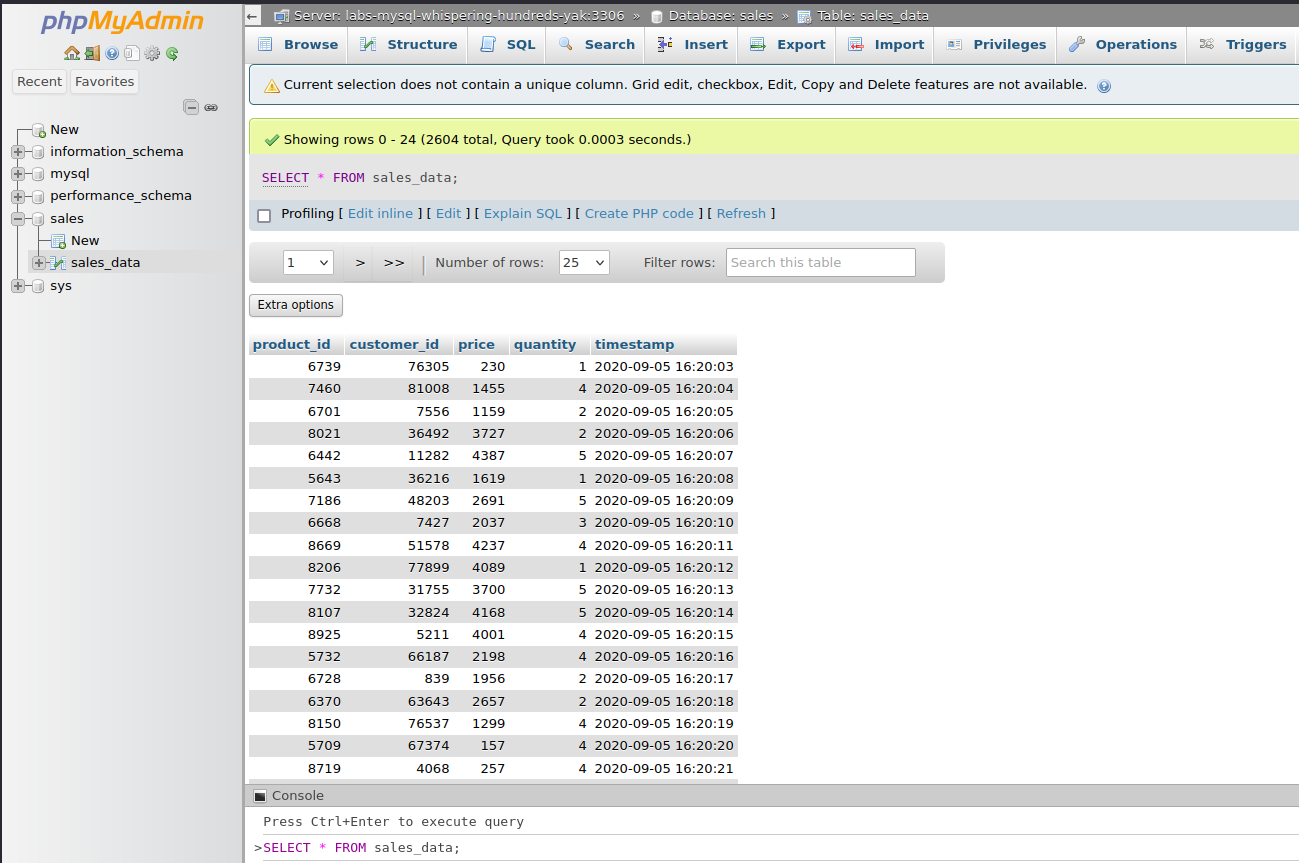 phpMyAdmin
Recent Favorites
New
information_schema
mysql
performance_schema
sales
New
sales_data
sys
Server: labs-mysql-whispering-hundreds-yak:3306 » Database: sales » Table: sales_data
Browse Structure SQL Search Insert Export Import Privileges Operations Triggers
Current selection does not contain a unique column. Grid edit, checkbox, Edit, Copy and Delete features are not available.
Showing rows 0 - 24 (2604 total, Query took 0.0003 seconds.)
SELECT * FROM sales_data;
Profiling [ Edit inline ] [ Edit ] [ Explain SQL ] [ Create PHP code ] [ Refresh ]
1 > >> | Number of rows: 25 Filter rows: Search this table
Extra options
product_id customer_id price quantity timestamp
6739 76305 230 1 2020-09-05 16:20:03
7460 81008 1455 4 2020-09-05 16:20:04
6701 7556 1159 2 2020-09-05 16:20:05
8021 36492 3727 2 2020-09-05 16:20:06
6442 11282 4387 5 2020-09-05 16:20:07
5643 36216 1619 1 2020-09-05 16:20:08
7186 48203 2691 5 2020-09-05 16:20:09
6668 7427 2037 3 2020-09-05 16:20:10
8669 51578 4237 4 2020-09-05 16:20:11
8206 77899 4089 1 2020-09-05 16:20:12
7732 31755 3700 5 2020-09-05 16:20:13
8107 32824 4168 5 2020-09-05 16:20:14
8925 5211 4001 4 2020-09-05 16:20:15
5732 66187 2198 4 2020-09-05 16:20:16
6728 839 1956 2 2020-09-05 16:20:17
6370 63643 2657 2 2020-09-05 16:20:18
8150 76537 1299 4 2020-09-05 16:20:19
5709 67374 157 4 2020-09-05 16:20:20
8719 4068 257 4 2020-09-05 16:20:21
Console
Press Ctrl+Enter to execute query
>SELECT * FROM sales_data;